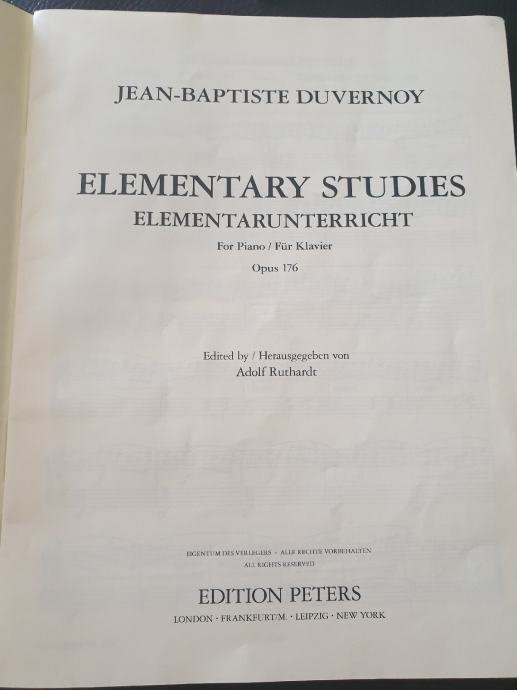 JEAN-BAPTISTE DUVERNOY
ELEMENTARY STUDIES
ELEMENTARUNTERRICHT
For Piano / Für Klavier
Opus 176
Edited by / Herausgegeben von
Adolf Ruthardt
EIGENTUM DES VERLEGERS · ALLE RECHTE VORBEHALTEN
ALL RIGHTS RESERVED
EDITION PETERS
LONDON · FRANKFURT/M. · LEIPZIG · NEW YORK